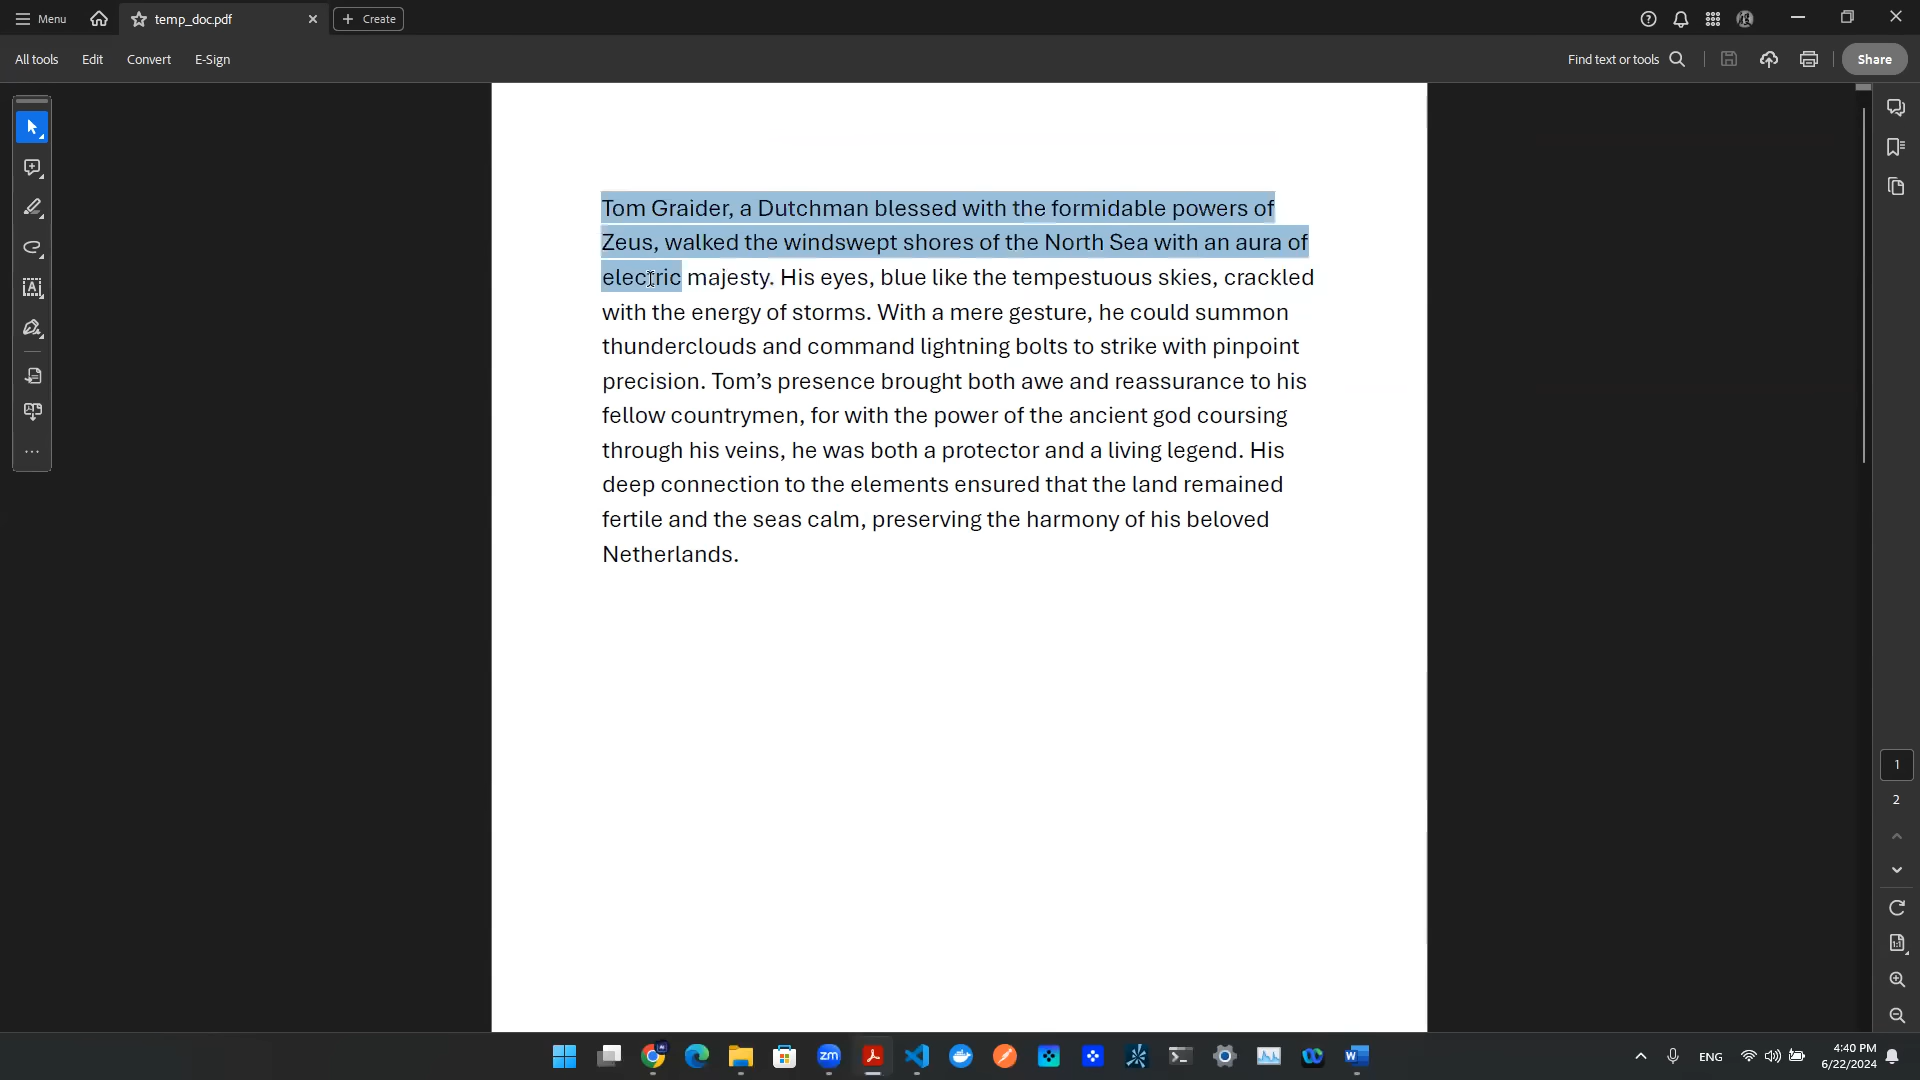 Menu
temp_doc.pdf
Create
All tools
Edit
Convert
E-Sign
Find text or tools
Share
Tom Graider, a Dutchman blessed with the formidable powers of
Zeus, walked the windswept shores of the North Sea with an aura of
electric majesty. His eyes, blue like the tempestuous skies, crackled
with the energy of storms. With a mere gesture, he could summon
thunderclouds and command lightning bolts to strike with pinpoint
precision. Tom’s presence brought both awe and reassurance to his
fellow countrymen, for with the power of the ancient god coursing
through his veins, he was both a protector and a living legend. His
deep connection to the elements ensured that the land remained
fertile and the seas calm, preserving the harmony of his beloved
Netherlands.
1
2
zm
W
ENG
4:40 PM
6/22/2024